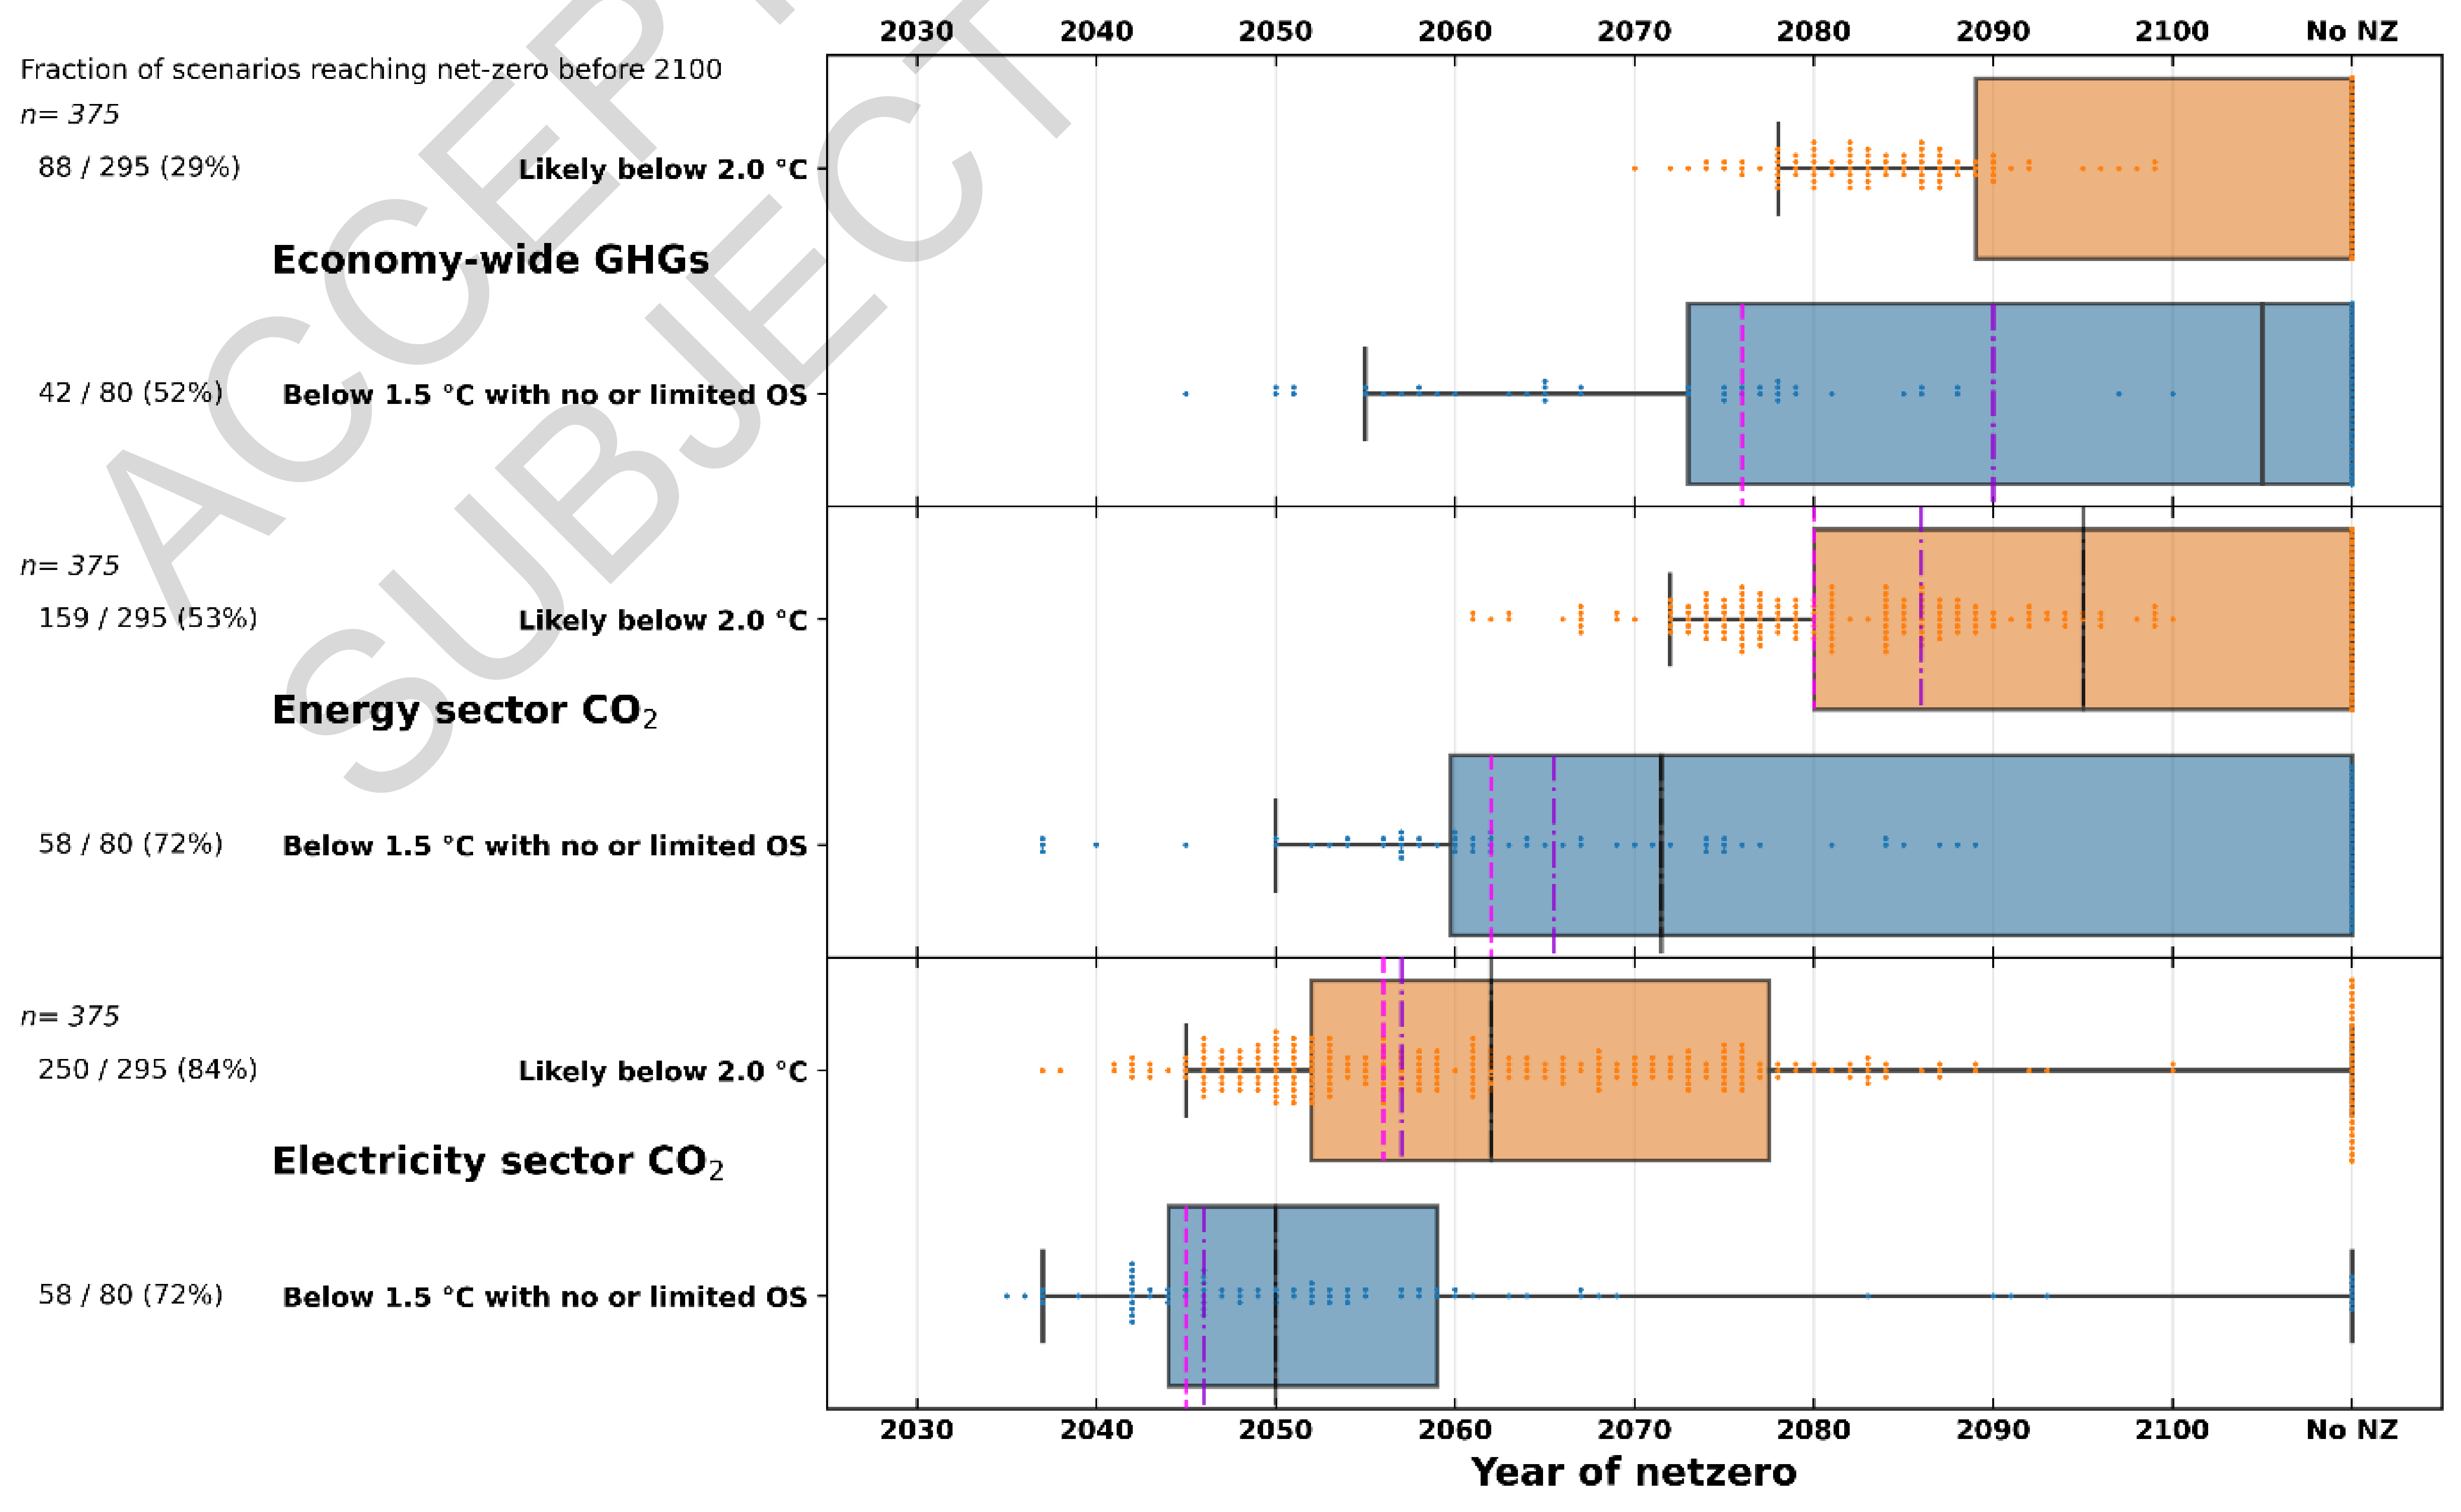 2030 2040 2050 2060 2070 2080 2090 2100 No NZ
Fraction of scenarios reaching net-zero before 2100
n= 375
88 / 295 (29%) Likely below 2.0 °C
Economy-wide GHGs
42 / 80 (52%) Below 1.5 °C with no or limited OS
n= 375
159 / 295 (53%) Likely below 2.0 °C
Energy sector CO₂
58 / 80 (72%) Below 1.5 °C with no or limited OS
n= 375
250 / 295 (84%) Likely below 2.0 °C
Electricity sector CO₂
58 / 80 (72%) Below 1.5 °C with no or limited OS
2030 2040 2050 2060 2070 2080 2090 2100 No NZ
Year of netzero
SUBJECT